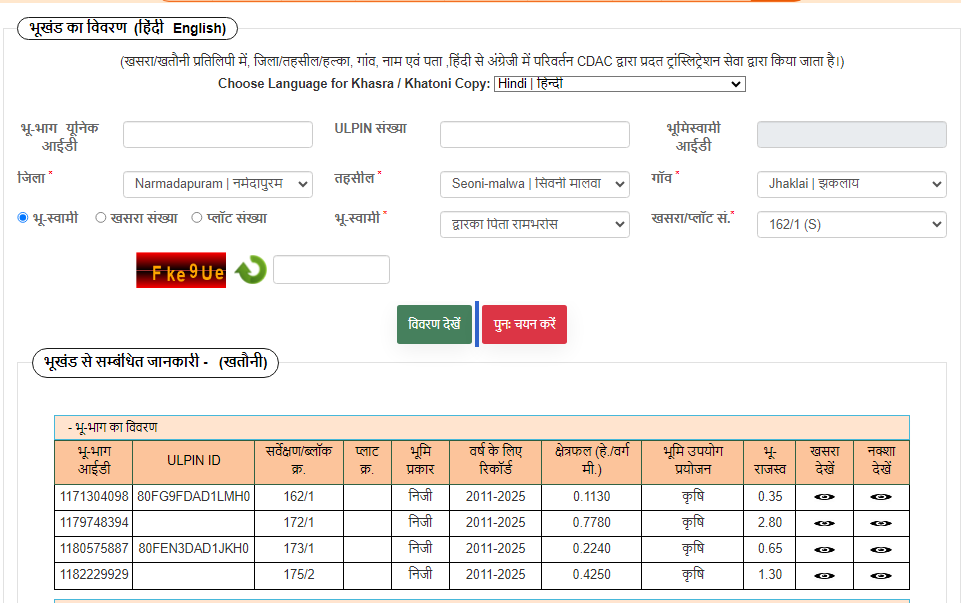 भूखंड का विवरण (हिंदी English)
(खसरा/खतौनी प्रतिलिपी में, जिला/तहसील/हल्का, गांव, नाम एवं पता ,हिंदी से अंग्रेजी में परिवर्तन CDAC द्वारा प्रदत ट्रांस्लिट्रेशन सेवा द्वारा किया जाता है।)
Choose Language for Khasra / Khatoni Copy: Hindi | हिन्दी
भू-भाग यूनिक आईडी ULPIN संख्या भूमिस्वामी आईडी
जिला * Narmadapuram | नर्मदापुरम तहसील * Seoni-malwa | सिवनी मालवा गाँव * Jhaklai | झकलाय
भू-स्वामी खसरा संख्या प्लॉट संख्या भू-स्वामी * द्वारका पिता रामभरोस खसरा/प्लॉट सं.* 162/1 (S)
Fke9Ue
विवरण देखें पुनः चयन करें
भूखंड से सम्बंधित जानकारी - (खतौनी)
- भू-भाग का विवरण
भू-भाग आईडी ULPIN ID सर्वेक्षण/ब्लॉक क्र. प्लाट क्र. भूमि प्रकार वर्ष के लिए रिकॉर्ड क्षेत्रफल (हे./वर्ग मी.) भूमि उपयोग प्रयोजन भू-राजस्व खसरा देखें नक्शा देखें
1171304098 80FG9FDAD1LMH0 162/1 निजी 2011-2025 0.1130 कृषि 0.35
1179748394 172/1 निजी 2011-2025 0.7780 कृषि 2.80
1180575887 80FEN3DAD1JKH0 173/1 निजी 2011-2025 0.2240 कृषि 0.65
1182229929 175/2 निजी 2011-2025 0.4250 कृषि 1.30